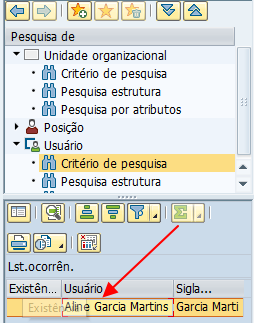 Pesquisa de
Unidade organizacional
Critério de pesquisa
Pesquisa estrutura
Pesquisa por atributos
Posição
Usuário
Critério de pesquisa
Pesquisa estrutura
Lst.ocorrên.
Existên... Usuário Sigla...
Existência Aline Garcia Martins Garcia Marti